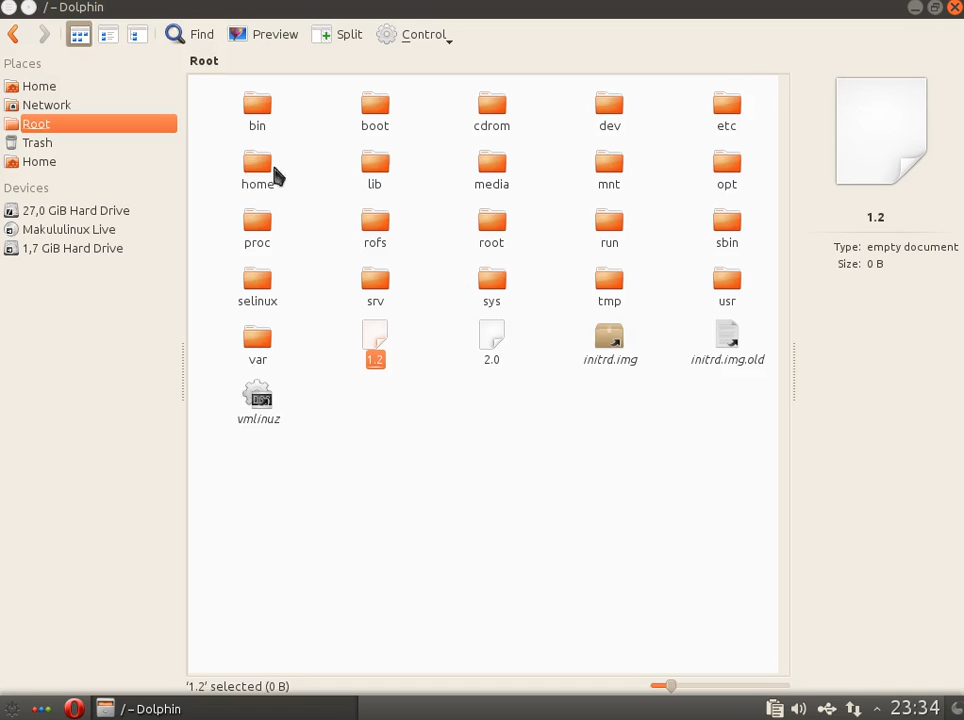 / – Dolphin
Find
Preview
Split
Control
Places
Home
Network
Root
Trash
Home
Devices
27,0 GiB Hard Drive
Makululinux Live
1,7 GiB Hard Drive
Root
bin
boot
cdrom
dev
etc
home
lib
media
mnt
opt
proc
rofs
root
run
sbin
selinux
srv
sys
tmp
usr
var
1.2
2.0
initrd.img
initrd.img.old
vmlinuz
1.2
Type: empty document
Size: 0 B
'1.2' selected (0 B)
/ – Dolphin
23:34